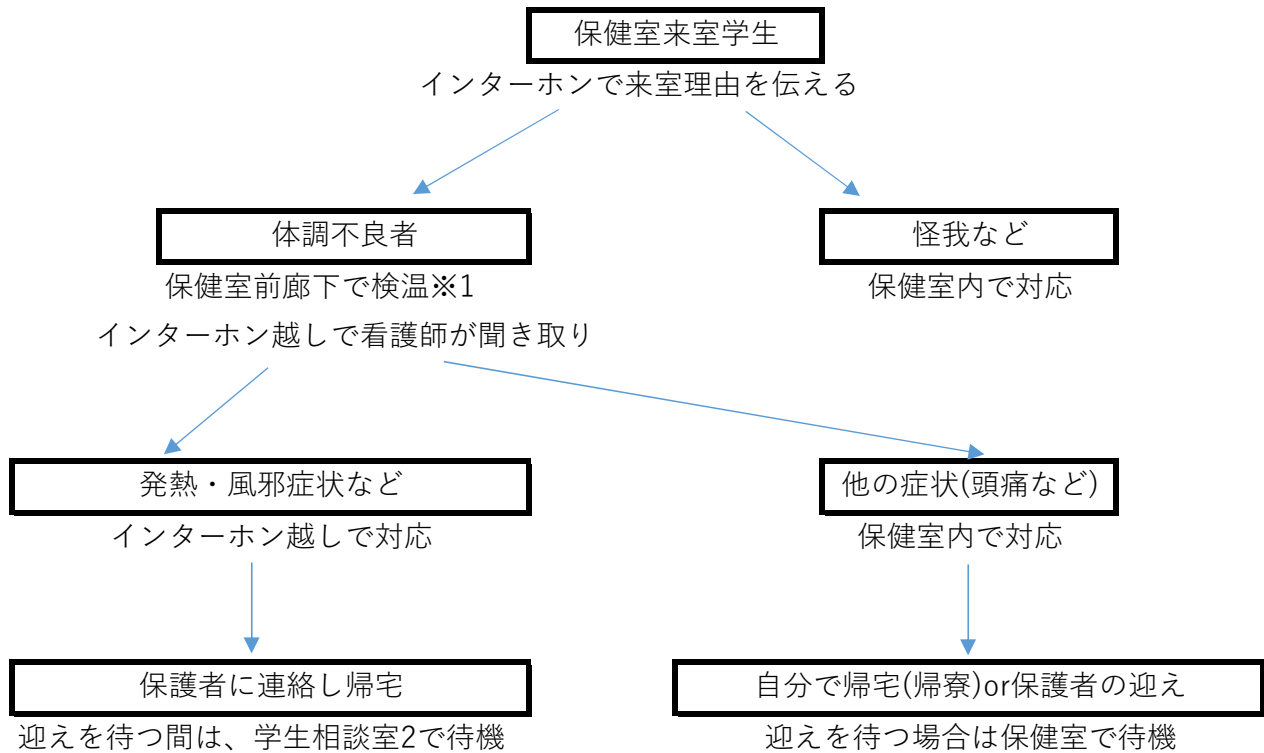 保健室来室学生
インターホンで来室理由を伝える
体調不良者
怪我など
保健室前廊下で検温※1
保健室内で対応
インターホン越しで看護師が聞き取り
発熱・風邪症状など
他の症状(頭痛など)
インターホン越しで対応
保健室内で対応
保護者に連絡し帰宅
自分で帰宅(帰寮)or保護者の迎え
迎えを待つ間は、学生相談室2で待機
迎えを待つ場合は保健室で待機